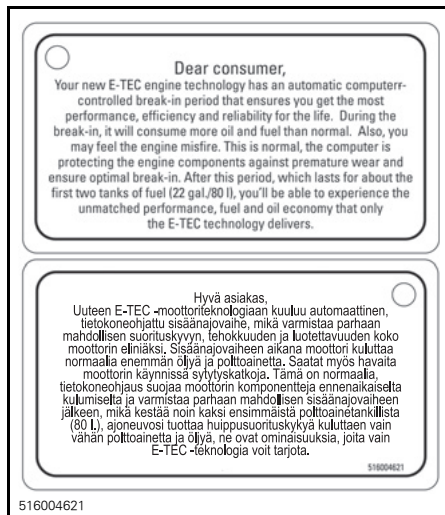 Dear consumer,
Your new E-TEC engine technology has an automatic computerr-
controlled break-in period that ensures you get the most
performance, efficiency and reliability for the life. During the
break-in, it will consume more oil and fuel than normal. Also, you
may feel the engine misfire. This is normal, the computer is
protecting the engine components against premature wear and
ensure optimal break-in. After this period, which lasts for about the
first two tanks of fuel (22 gal./80 l), you'll be able to experience the
unmatched performance, fuel and oil economy that only
the E-TEC technology delivers.
Hyvä asiakas,
Uuteen E-TEC -moottoriteknologiaan kuuluu automaattinen,
tietokoneohjattu sisäänajovaihe, mikä varmistaa parhaan
mahdollisen suorituskyvyn, tehokkuuden ja luotettavuuden koko
moottorin eliniäksi. Sisäänajovaiheen aikana moottori kuluttaa
normaalia enemmän öljyä ja polttoainetta. Saatat myös havaita
moottorin käynnissä sytytyskatkoja. Tämä on normaalia,
tietokoneohjaus suojaa moottorin komponentteja ennenaikaiselta
kulumiselta ja varmistaa parhaan mahdollisen sisäänajovaiheen
jälkeen, mikä kestää noin kaksi ensimmäistä polttoainetankillista
(80 l.), ajoneuvosi tuottaa huippusuorituskykyä kuluttaen vain
vähän polttoainetta ja öljyä, ne ovat ominaisuuksia, joita vain
E-TEC -teknologia voit tarjota.
516004621
516004621